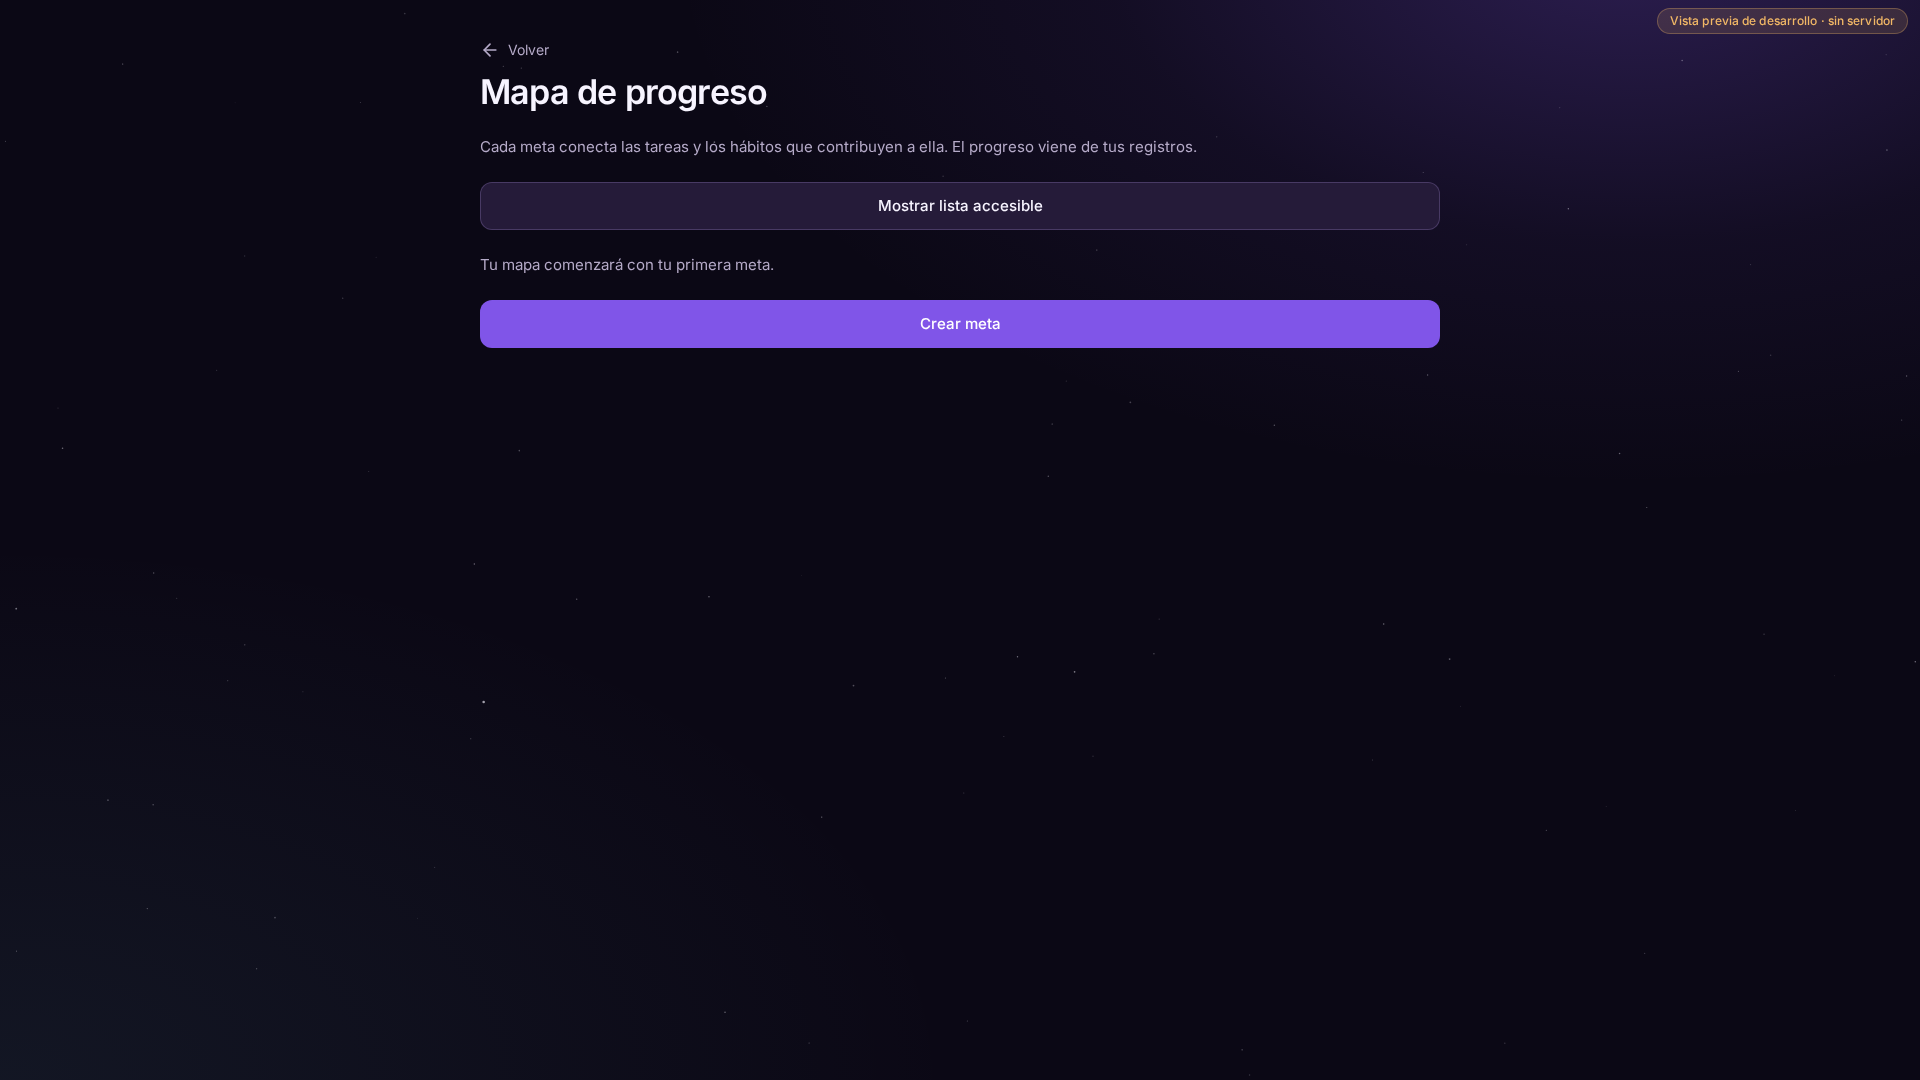 Vista previa de desarrollo · sin servidor
Volver
Mapa de progreso
Cada meta conecta las tareas y los hábitos que contribuyen a ella. El progreso viene de tus registros.
Mostrar lista accesible
Tu mapa comenzará con tu primera meta.
Crear meta